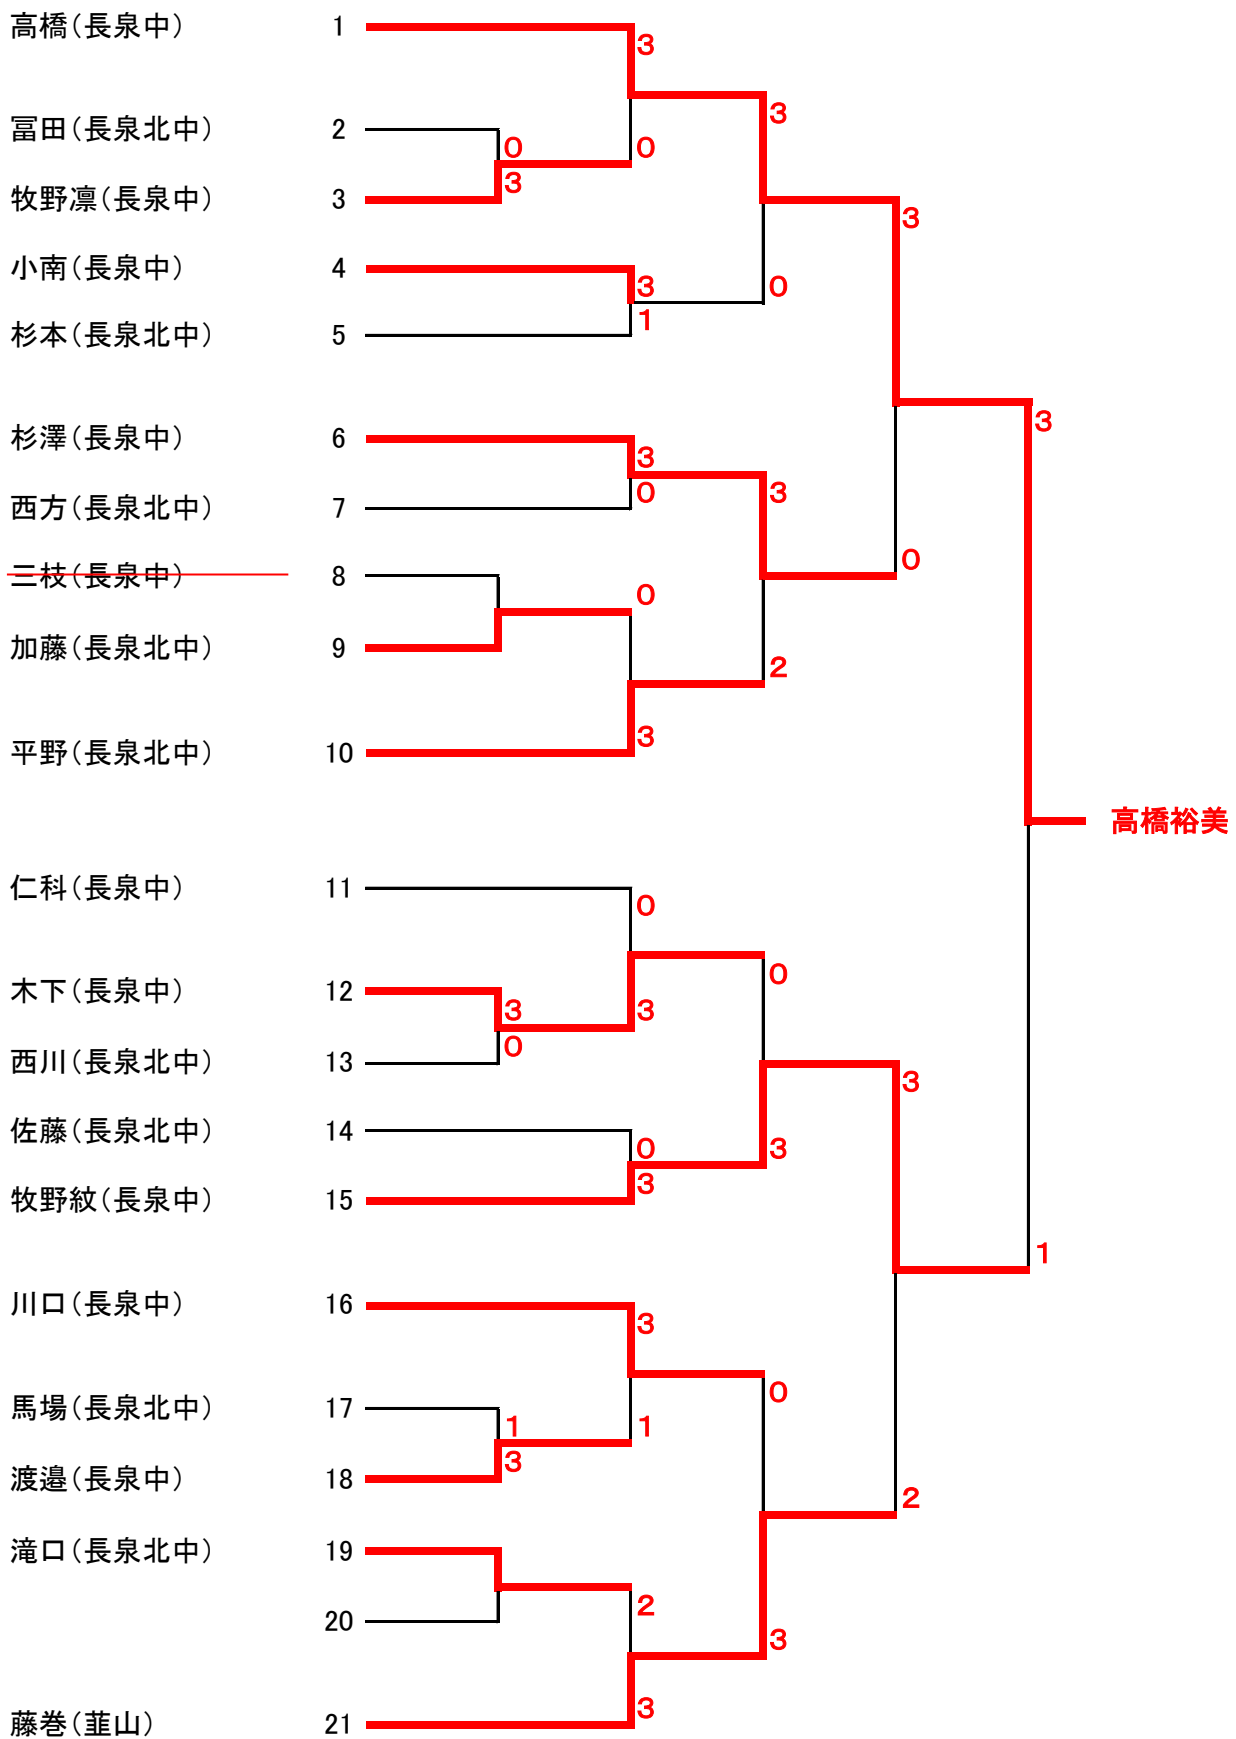 高橋(長泉中) 1
3
3
冨田(長泉北中) 2
0
0
3
牧野凛(長泉中) 3
3
小南(長泉中) 4
3
0
1
杉本(長泉北中) 5
3
杉澤(長泉中) 6
3
0
3
西方(長泉北中) 7
0
三枝(長泉中) 8
0
加藤(長泉北中) 9
2
3
平野(長泉北中) 10
高橋裕美
仁科(長泉中) 11
0
0
木下(長泉中) 12
3
3
0
西川(長泉北中) 13
3
佐藤(長泉北中) 14
0
3
3
牧野紋(長泉中) 15
1
川口(長泉中) 16
3
0
馬場(長泉北中) 17
1
1
3
渡邉(長泉中) 18
2
滝口(長泉北中) 19
2
20
3
3
藤巻(韮山) 21